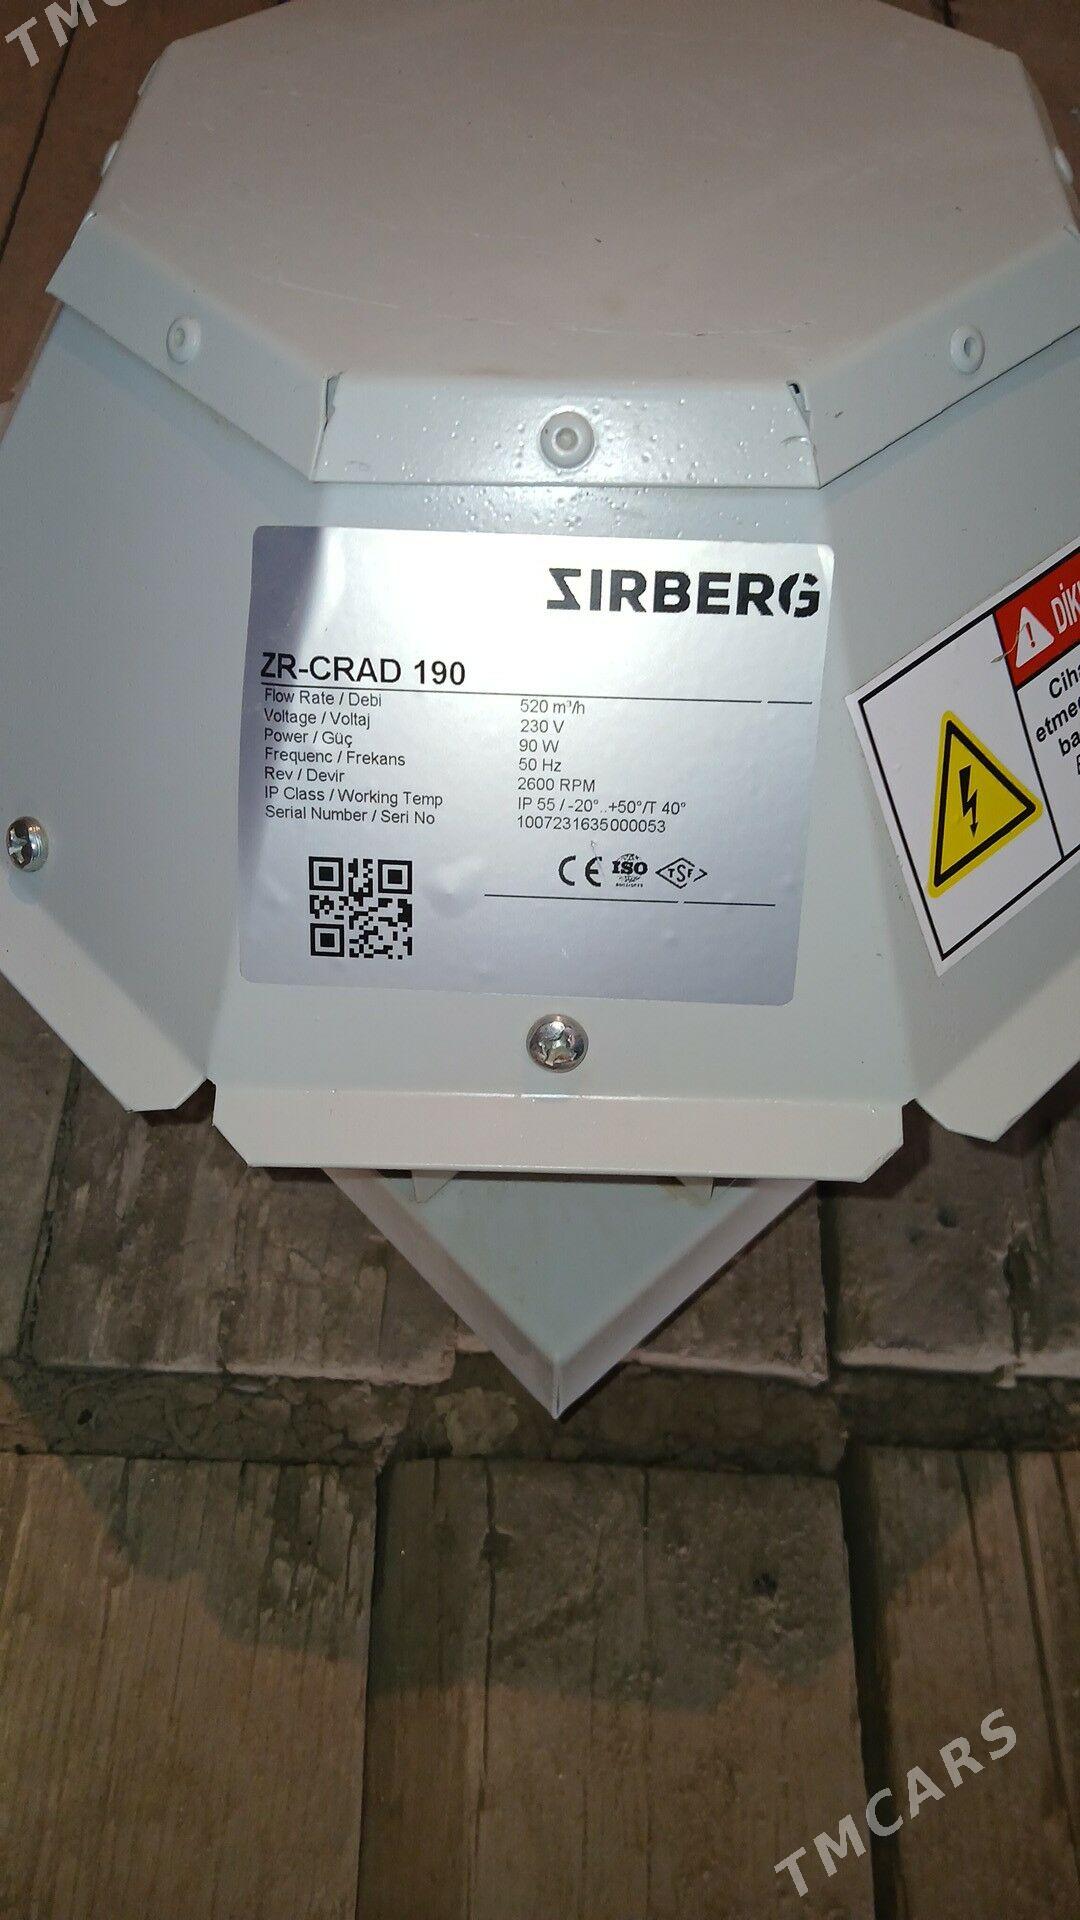 TMC
ZIRBERG
ZR-CRAD 190
Flow Rate / Debi 520 m³/h
Voltage / Voltaj 230 V
Power / Güç 90 W
Frequenc / Frekans 50 Hz
Rev / Devir 2600 RPM
IP Class / Working Temp IP 55 / -20°..+50°/T 40°
Serial Number / Seri No 1007231635000053
CE ISO TSE
DİK
Ciha
etme
ba
TMCARS